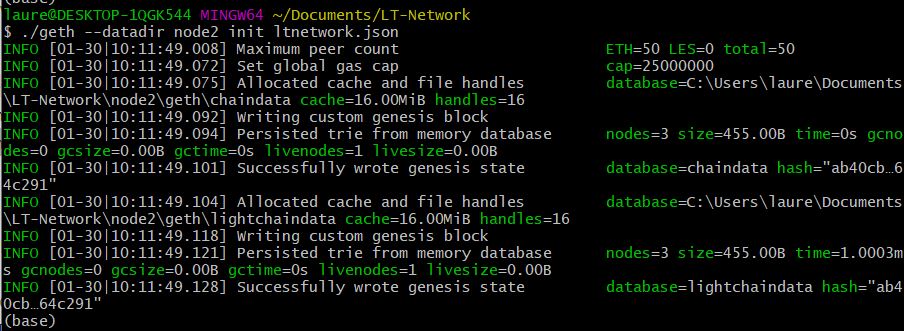 (base)
laure@DESKTOP-1QGK544 MINGW64 ~/Documents/LT-Network
$ ./geth --datadir node2 init ltnetwork.json
INFO [01-30|10:11:49.008] Maximum peer count                       ETH=50 LES=0 total=50
INFO [01-30|10:11:49.072] Set global gas cap                       cap=25000000
INFO [01-30|10:11:49.075] Allocated cache and file handles         database=C:\Users\laure\Documents
\LT-Network\node2\geth\chaindata cache=16.00MiB handles=16
INFO [01-30|10:11:49.092] Writing custom genesis block
INFO [01-30|10:11:49.094] Persisted trie from memory database      nodes=3 size=455.00B time=0s gcno
des=0 gcsize=0.00B gctime=0s livenodes=1 livesize=0.00B
INFO [01-30|10:11:49.101] Successfully wrote genesis state         database=chaindata hash="ab40cb…6
4c291"
INFO [01-30|10:11:49.104] Allocated cache and file handles         database=C:\Users\laure\Documents
\LT-Network\node2\geth\lightchaindata cache=16.00MiB handles=16
INFO [01-30|10:11:49.118] Writing custom genesis block
INFO [01-30|10:11:49.121] Persisted trie from memory database      nodes=3 size=455.00B time=1.0003m
s gcnodes=0 gcsize=0.00B gctime=0s livenodes=1 livesize=0.00B
INFO [01-30|10:11:49.128] Successfully wrote genesis state         database=lightchaindata hash="ab4
0cb…64c291"
(base)